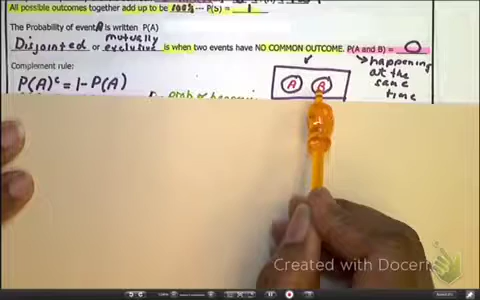 All possible outcomes together add up to be 100% --- P(S) = 1
The Probability of event A is written P(A)
Disjointed or mutually exclusive is when two events have NO COMMON OUTCOME. P(A and B) = 0
happening at the same time
Complement rule:
P(A)ᶜ = 1 - P(A)
A B
Created with Docer